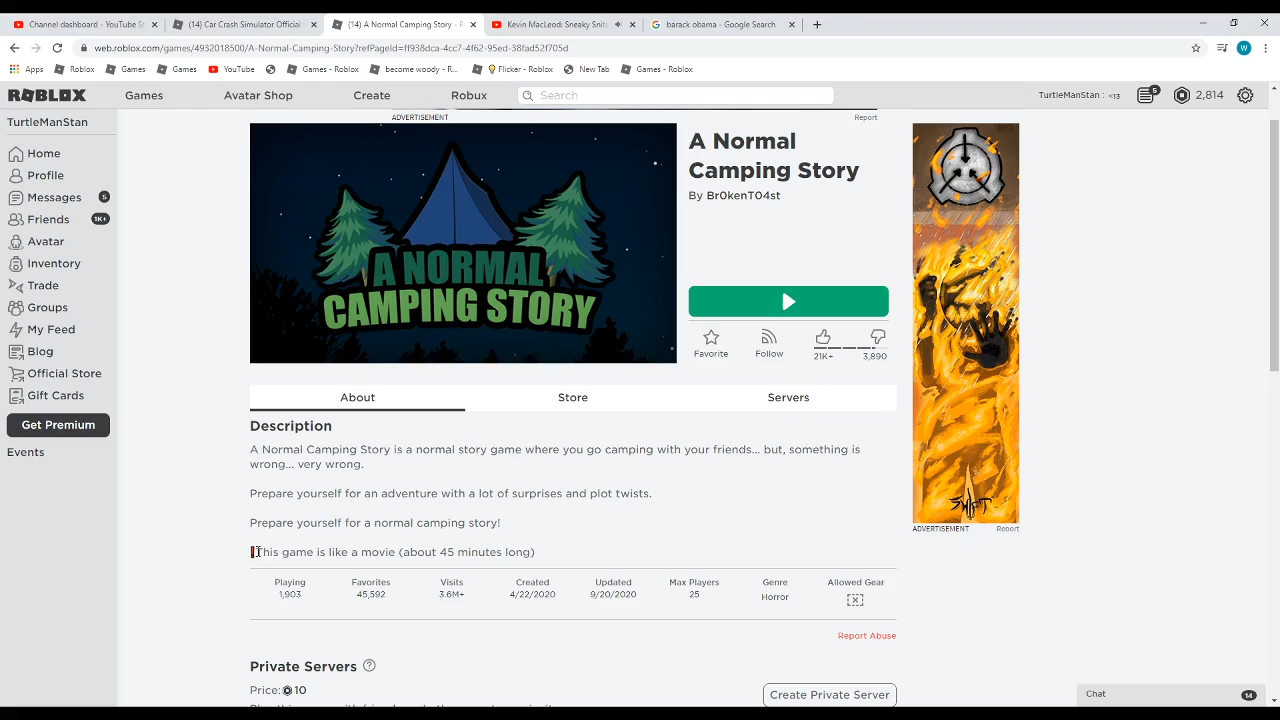 Channel dashboard - YouTube S
(14) Car Crash Simulator Official
(14) A Normal Camping Story - R
Kevin MacLeod: Sneaky Snit
barack obama - Google Search
web.roblox.com/games/4932018500/A-Normal-Camping-Story?refPageId=ff938dca-4cc7-4f62-95ed-38fad52f705d
W
Apps
Roblox
Games
Games
YouTube
Games - Roblox
become woody - R...
Flicker - Roblox
New Tab
Games - Roblox
ROBLOX
Games
Avatar Shop
Create
Robux
Search
TurtleManStan : <13
5
2,814
TurtleManStan
Home
Profile
Messages 5
Friends 1K+
Avatar
Inventory
Trade
Groups
My Feed
Blog
Official Store
Gift Cards
Get Premium
Events
ADVERTISEMENT
Report
A NORMAL
CAMPING STORY
A Normal
Camping Story
By Br0kenT04st
Favorite
Follow
21K+
3,890
SWIFT
ADVERTISEMENT
Report
About
Store
Servers
Description
A Normal Camping Story is a normal story game where you go camping with your friends... but, something is
wrong... very wrong.
Prepare yourself for an adventure with a lot of surprises and plot twists.
Prepare yourself for a normal camping story!
This game is like a movie (about 45 minutes long)
Playing Favorites Visits Created Updated Max Players Genre Allowed Gear
1,903 45,592 3.6M+ 4/22/2020 9/20/2020 25 Horror
Report Abuse
Private Servers
Price: 10
Create Private Server
Chat
14